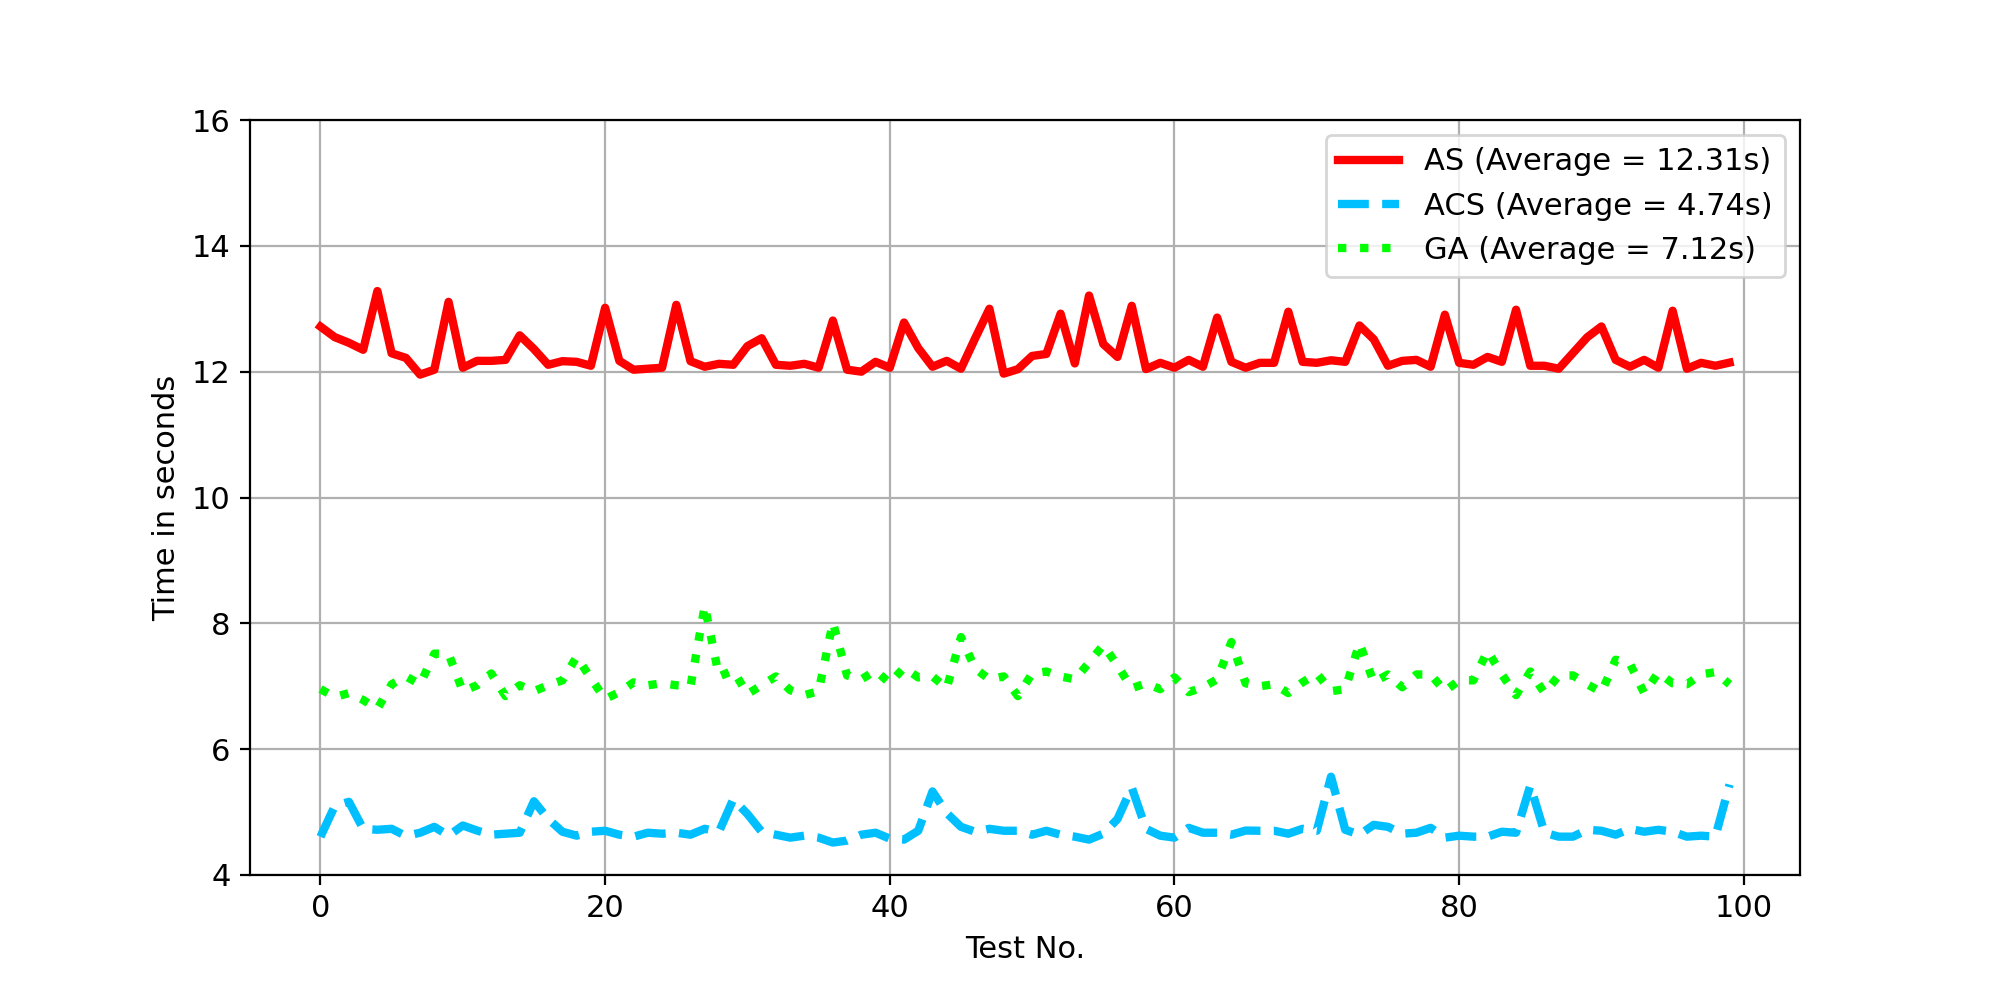 16
14
12
10
8
6
4
Time in seconds
AS (Average = 12.31s)
ACS (Average = 4.74s)
GA (Average = 7.12s)
0 20 40 60 80 100
Test No.